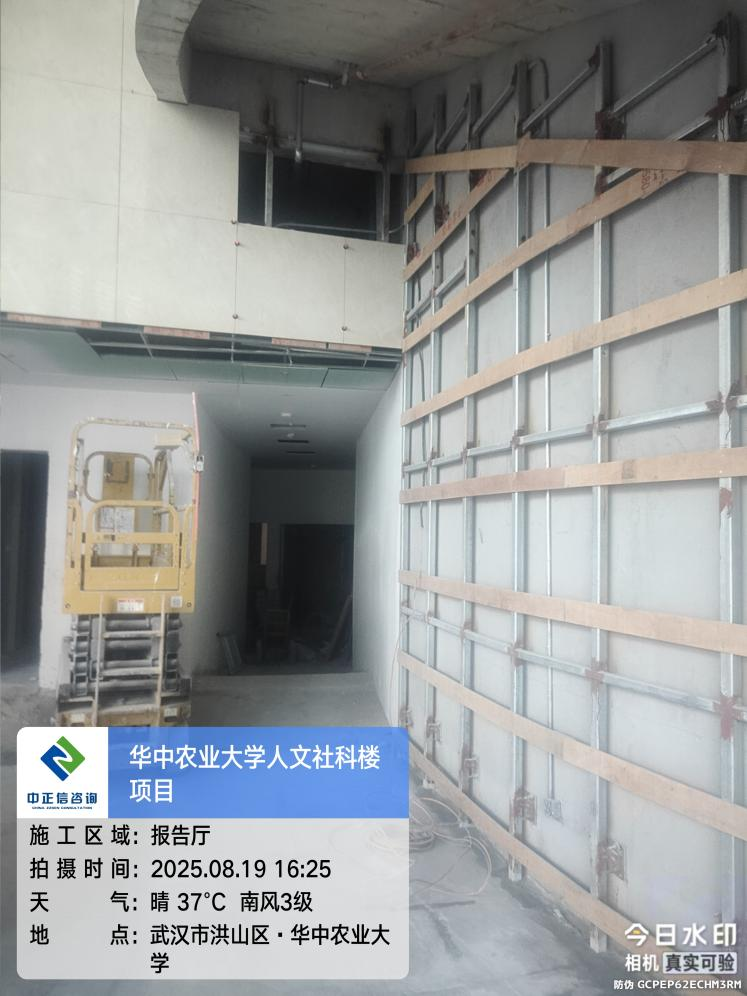 华中农业大学人文社科楼
项目
中正信咨询
施工区域：报告厅
拍摄时间：2025.08.19 16:25
天气：晴 37°C 南风3级
地点：武汉市洪山区·华中农业大
学
今日水印
相机 真实可验
防伪 GCPEP62ECHM3RM